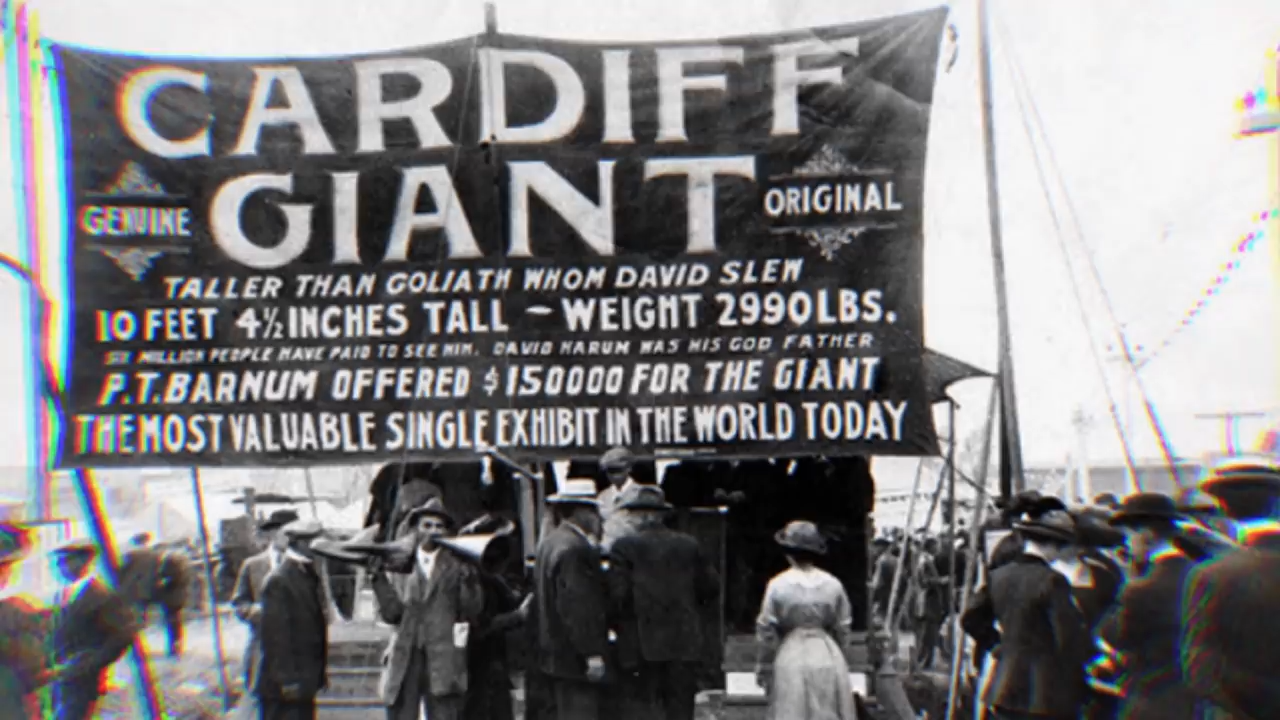 CARDIFF
GENUINE GIANT ORIGINAL
TALLER THAN GOLIATH WHOM DAVID SLEW
10 FEET 4½ INCHES TALL - WEIGHT 2990 LBS.
SIX MILLION PEOPLE HAVE PAID TO SEE HIM. DAVID HARUM WAS HIS GOD FATHER
P.T. BARNUM OFFERED $150000 FOR THE GIANT
THE MOST VALUABLE SINGLE EXHIBIT IN THE WORLD TODAY